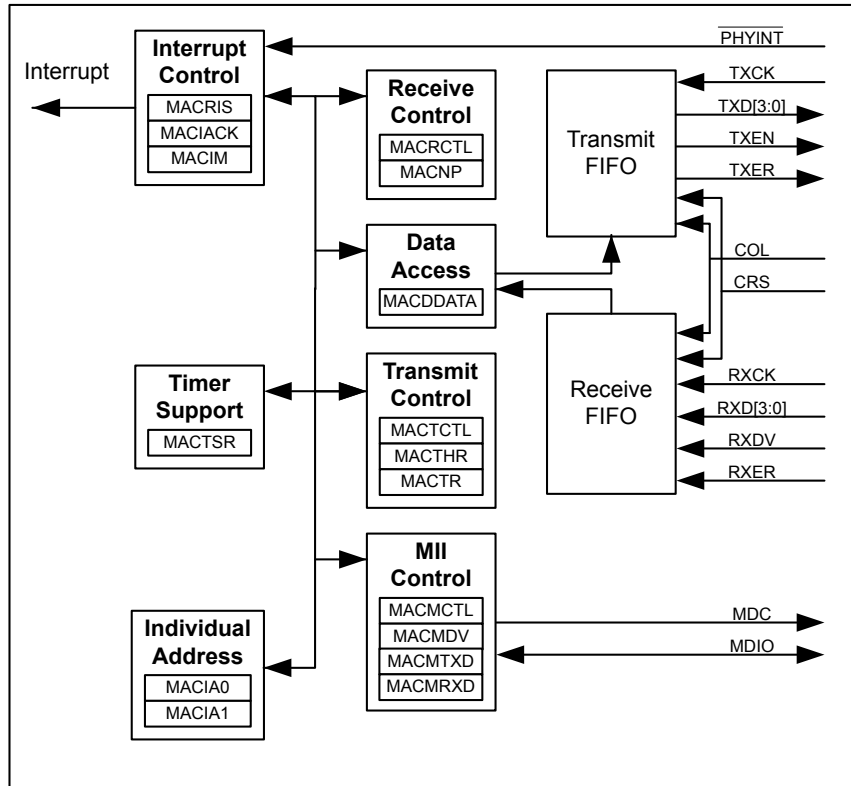 Interrupt
Interrupt
Control
MACRIS
MACIACK
MACIM
Receive
Control
MACRCTL
MACNP
Data
Access
MACDDATA
Timer
Support
MACTSR
Transmit
Control
MACTCTL
MACTHR
MACTR
MII
Control
MACMCTL
MACMDV
MACMTXD
MACMRXD
Individual
Address
MACIA0
MACIA1
Transmit
FIFO
Receive
FIFO
PHYINT
TXCK
TXD[3:0]
TXEN
TXER
COL
CRS
RXCK
RXD[3:0]
RXDV
RXER
MDC
MDIO